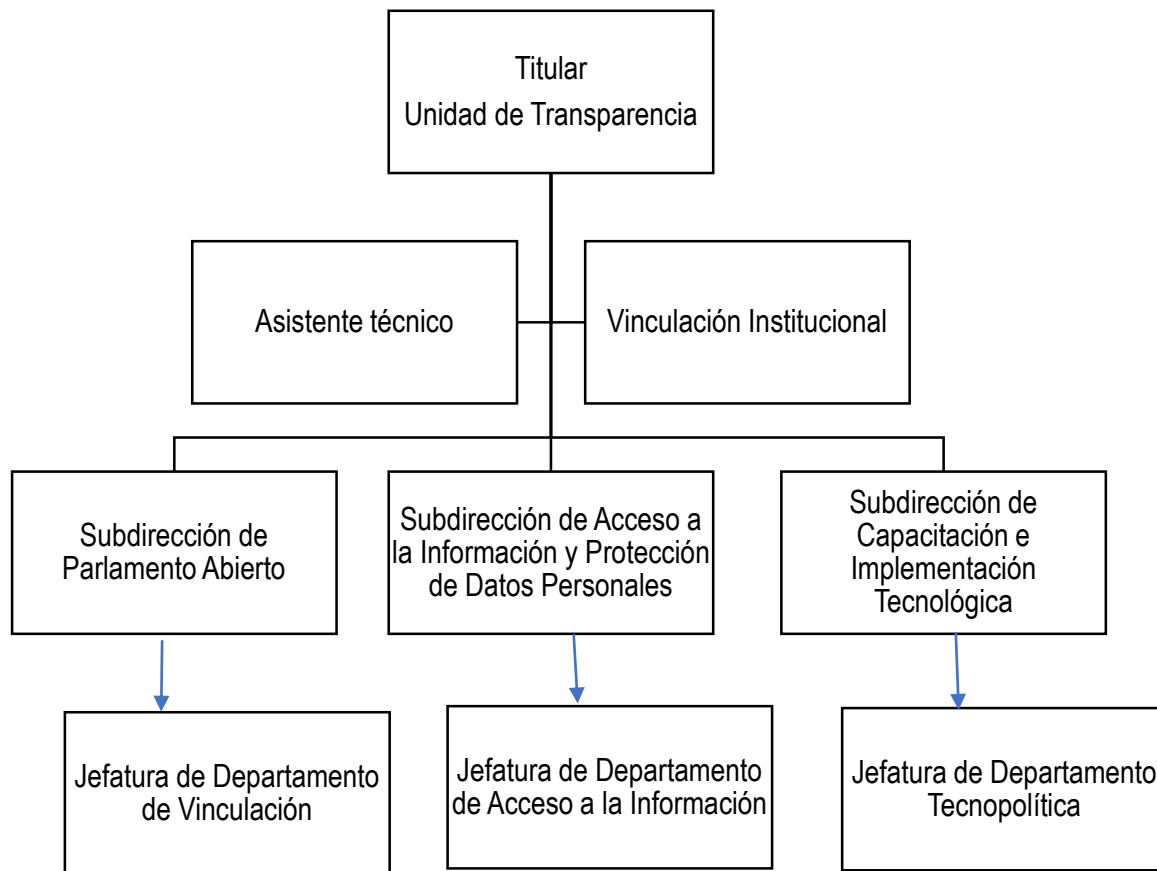 Titular
Unidad de Transparencia
Asistente técnico
Vinculación Institucional
Subdirección de
Parlamento Abierto
Subdirección de Acceso a
la Información y Protección
de Datos Personales
Subdirección de
Capacitación e
Implementación
Tecnológica
Jefatura de Departamento
de Vinculación
Jefatura de Departamento
de Acceso a la Información
Jefatura de Departamento
Tecnopolítica